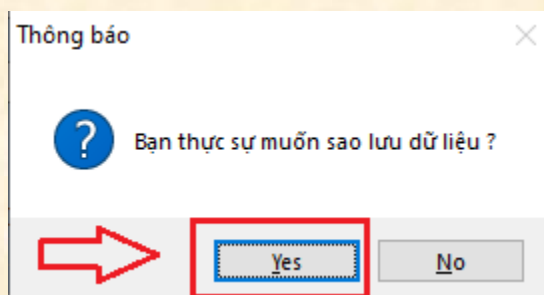 Thông báo
Bạn thực sự muốn sao lưu dữ liệu ?
Yes No